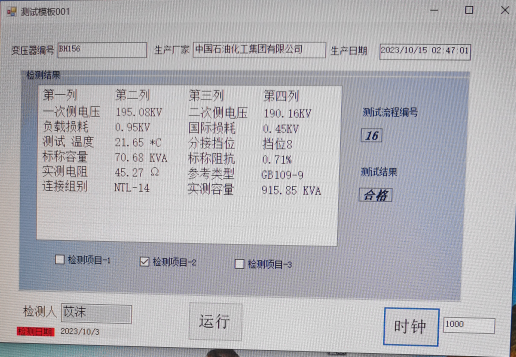 测试模板001
变压器编号 BH156 生产厂家 中国石油化工集团有限公司 生产日期 2023/10/15 02:47:01
检测结果
第一列 第二列 第三列 第四列
一次侧电压 195.08KV 二次侧电压 190.16KV
负载损耗 0.95KV 国际损耗 0.45KV
测试 温度 21.65 *C 分接挡位 挡位8
标称容量 70.68 KVA 标称阻抗 0.71%
实测电阻 45.27 Ω 参考类型 GB109-9
连接组别 NTL-14 实测容量 915.85 KVA
测试流程编号
16
测试结果
合格
检测项目-1 检测项目-2 检测项目-3
检测人 苡沫
检测日期 2023/10/3
运行
时钟 1000